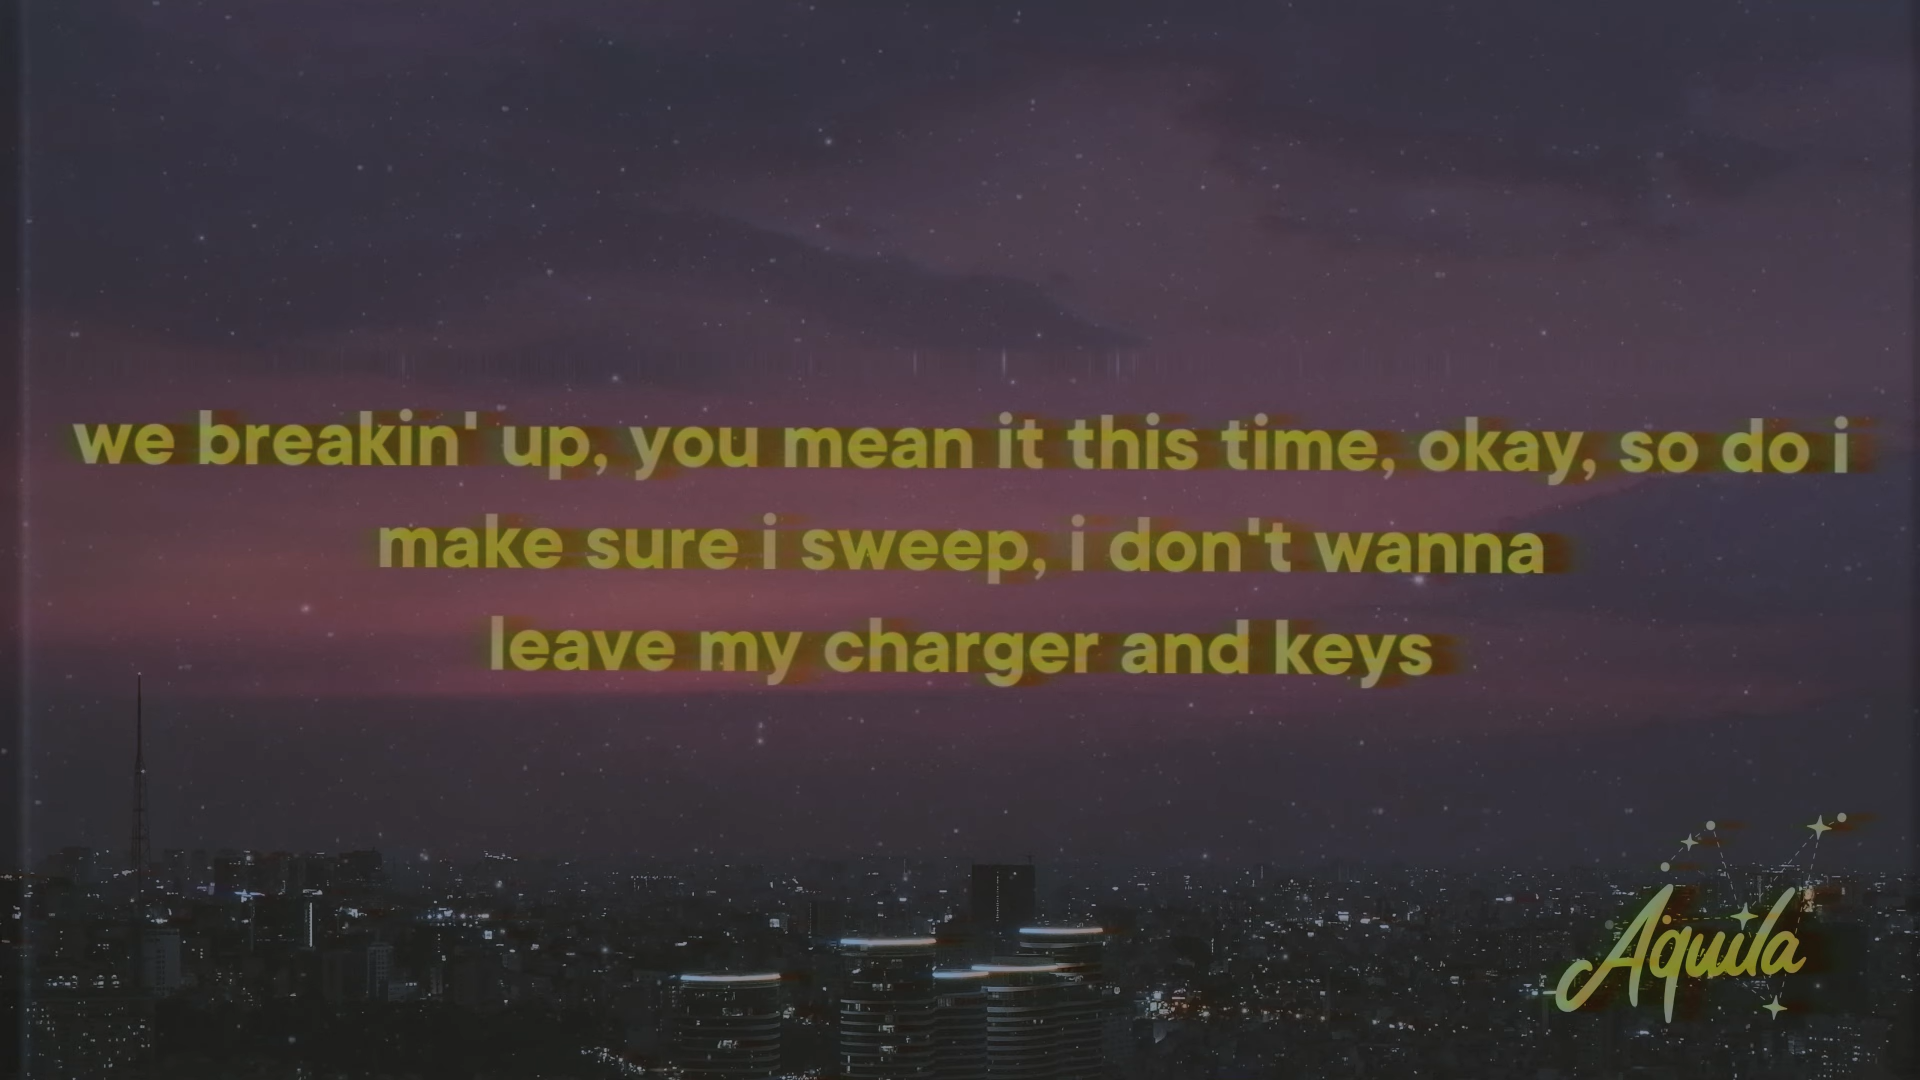 we breakin' up, you mean it this time, okay, so do i
make sure i sweep, i don't wanna
leave my charger and keys
Aquila